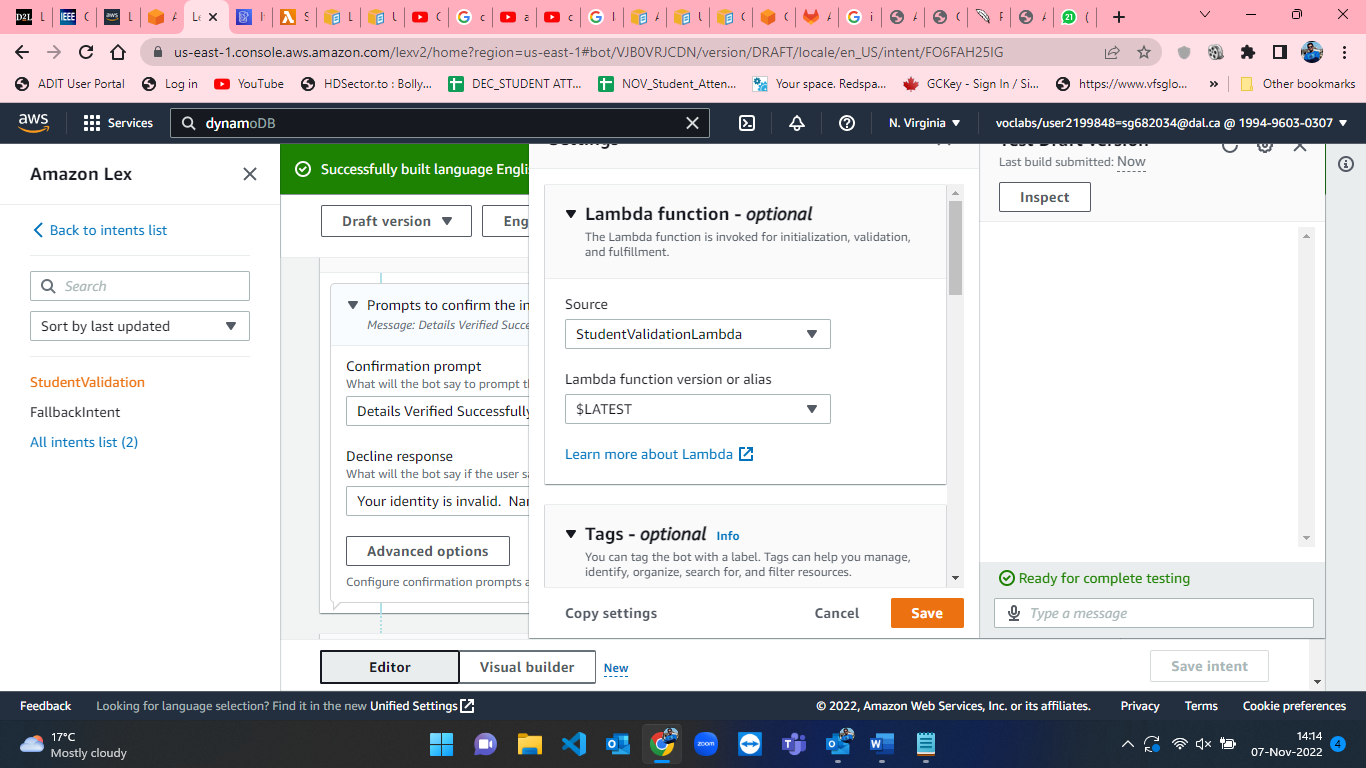 us-east-1.console.aws.amazon.com/lexv2/home?region=us-east-1#bot/VJB0VRJCDN/version/DRAFT/locale/en_US/intent/FO6FAH25IG
ADIT User Portal
Log in
YouTube
HDSector.to : Bolly...
DEC_STUDENT ATT...
NOV_Student_Atten...
Your space. Redspa...
GCKey - Sign In / Si...
https://www.vfsglo...
»
Other bookmarks
aws
Services
dynamoDB
N. Virginia
voclabs/user2199848=sg682034@dal.ca @ 1994-9603-0307
Amazon Lex
Back to intents list
Search
Sort by last updated
StudentValidation
FallbackIntent
All intents list (2)
Successfully built language Engli
Draft version
Eng
Prompts to confirm the in
Message: Details Verified Succe
Confirmation prompt
What will the bot say to prompt th
Details Verified Successfully
Decline response
What will the bot say if the user sa
Your identity is invalid. Nar
Advanced options
Configure confirmation prompts a
Settings
Lambda function - optional
The Lambda function is invoked for initialization, validation,
and fulfillment.
Source
StudentValidationLambda
Lambda function version or alias
$LATEST
Learn more about Lambda
Tags - optional Info
You can tag the bot with a label. Tags can help you manage,
identify, organize, search for, and filter resources.
Copy settings
Cancel
Save
Test Draft version
Last build submitted: Now
Inspect
Ready for complete testing
Type a message
Editor
Visual builder
New
Save intent
Feedback
Looking for language selection? Find it in the new Unified Settings
© 2022, Amazon Web Services, Inc. or its affiliates.
Privacy
Terms
Cookie preferences
17°C
Mostly cloudy
zoom
14:14
07-Nov-2022
4